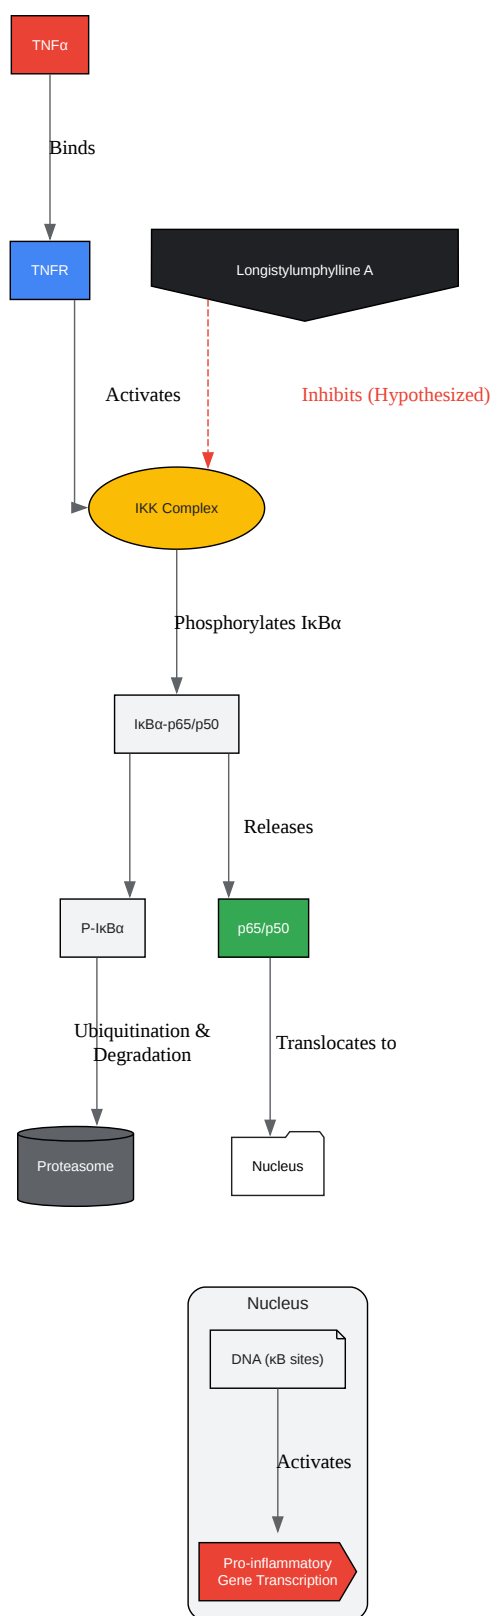 TNFα
Binds
TNFR
Longistylumphylline A
Activates
Inhibits (Hypothesized)
IKK Complex
Phosphorylates IκBα
IκBα-p65/p50
Releases
P-IκBα
p65/p50
Ubiquitination &
Degradation
Translocates to
Proteasome
Nucleus
Nucleus
DNA (κB sites)
Activates
Pro-inflammatory
Gene Transcription